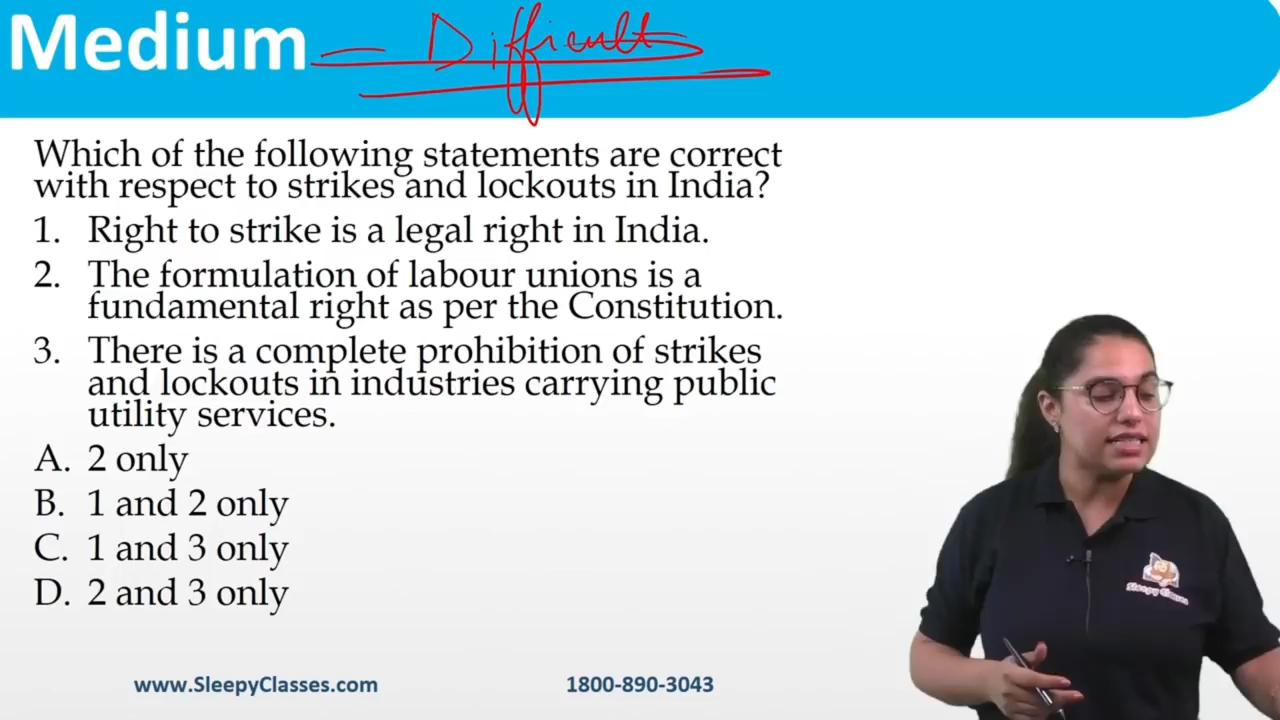 Medium - Difficult
Which of the following statements are correct
with respect to strikes and lockouts in India?
1. Right to strike is a legal right in India.
2. The formulation of labour unions is a
fundamental right as per the Constitution.
3. There is a complete prohibition of strikes
and lockouts in industries carrying public
utility services.
A. 2 only
B. 1 and 2 only
C. 1 and 3 only
D. 2 and 3 only
Sleepy Classes
www.SleepyClasses.com 1800-890-3043